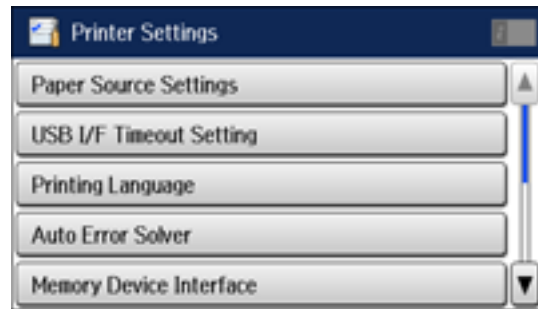 Printer Settings
Paper Source Settings
USB I/F Timeout Setting
Printing Language
Auto Error Solver
Memory Device Interface